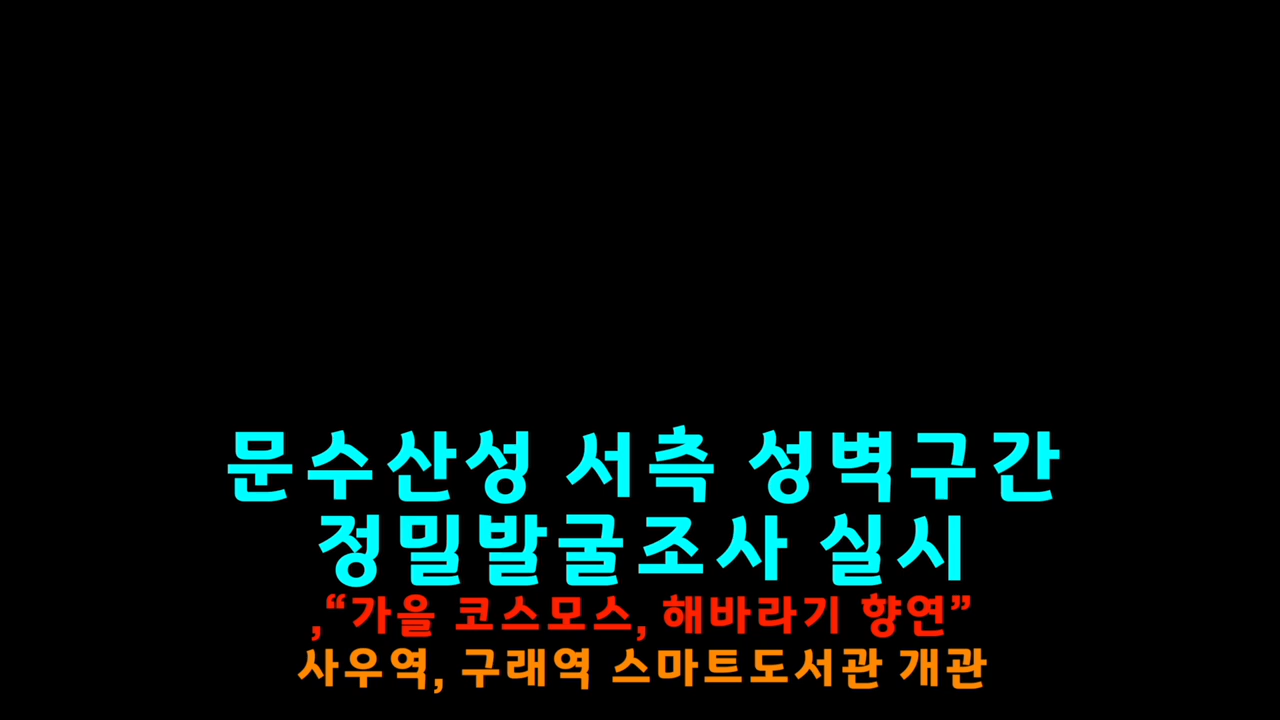 문수산성 서측 성벽구간
정밀발굴조사 실시
,“가을 코스모스, 해바라기 향연”
사우역, 구래역 스마트도서관 개관